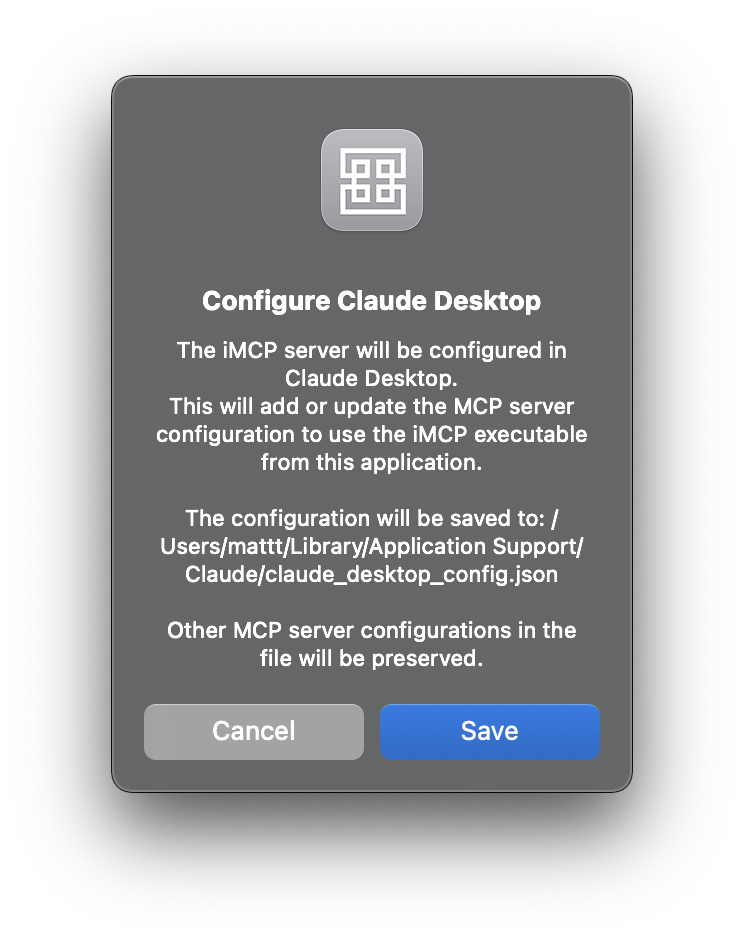 Configure Claude Desktop
The iMCP server will be configured in
Claude Desktop.
This will add or update the MCP server
configuration to use the iMCP executable
from this application.
The configuration will be saved to: /
Users/mattt/Library/Application Support/
Claude/claude_desktop_config.json
Other MCP server configurations in the
file will be preserved.
Cancel
Save